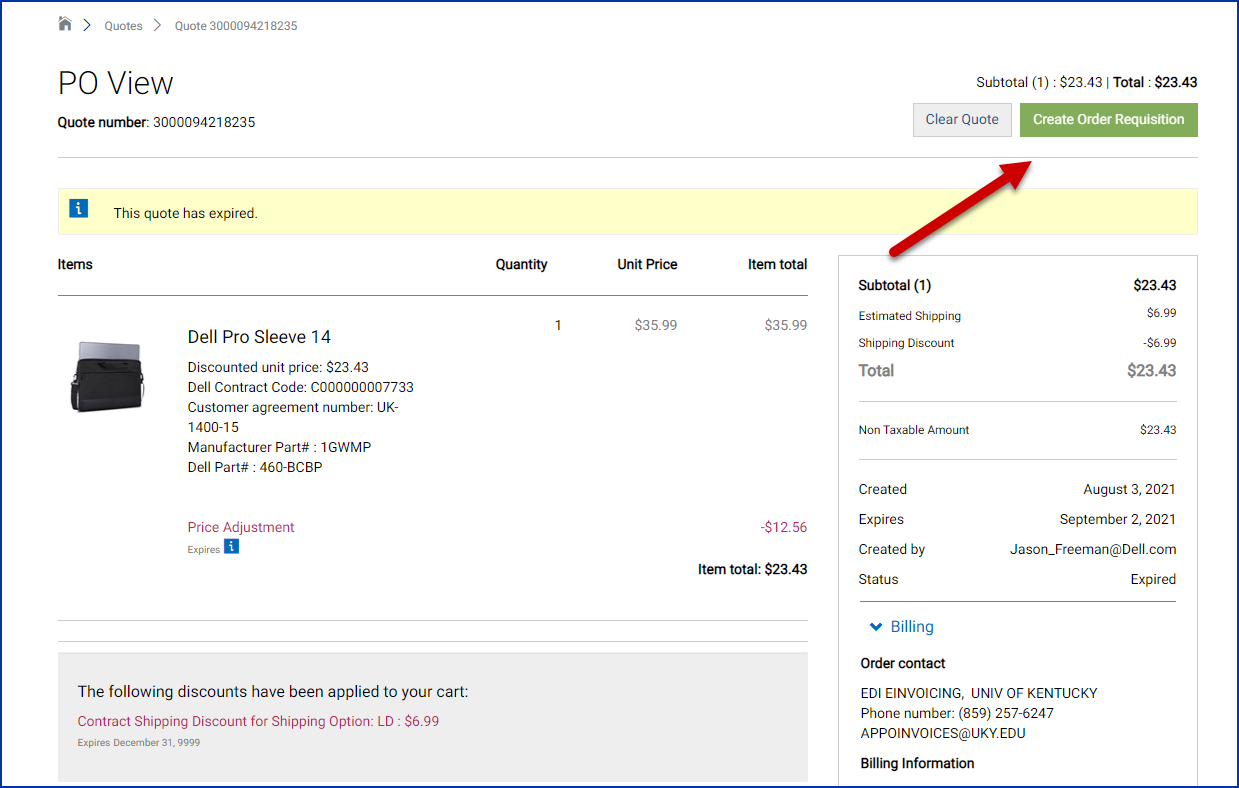 Quotes
Quote 3000094218235
PO View
Subtotal (1) : $23.43 | Total : $23.43
Quote number: 3000094218235
Clear Quote
Create Order Requisition
This quote has expired.
Items
Quantity
Unit Price
Item total
Dell Pro Sleeve 14
1
$35.99
$35.99
Discounted unit price: $23.43
Dell Contract Code: C000000007733
Customer agreement number: UK-
1400-15
Manufacturer Part# : 1GWMP
Dell Part# : 460-BCBP
Price Adjustment
-$12.56
Expires
Item total: $23.43
The following discounts have been applied to your cart:
Contract Shipping Discount for Shipping Option: LD : $6.99
Expires December 31, 9999
Subtotal (1)
$23.43
Estimated Shipping
$6.99
Shipping Discount
-$6.99
Total
$23.43
Non Taxable Amount
$23.43
Created
August 3, 2021
Expires
September 2, 2021
Created by
Jason_Freeman@Dell.com
Status
Expired
Billing
Order contact
EDI EINVOICING, UNIV OF KENTUCKY
Phone number: (859) 257-6247
APPOINVOICES@UKY.EDU
Billing Information